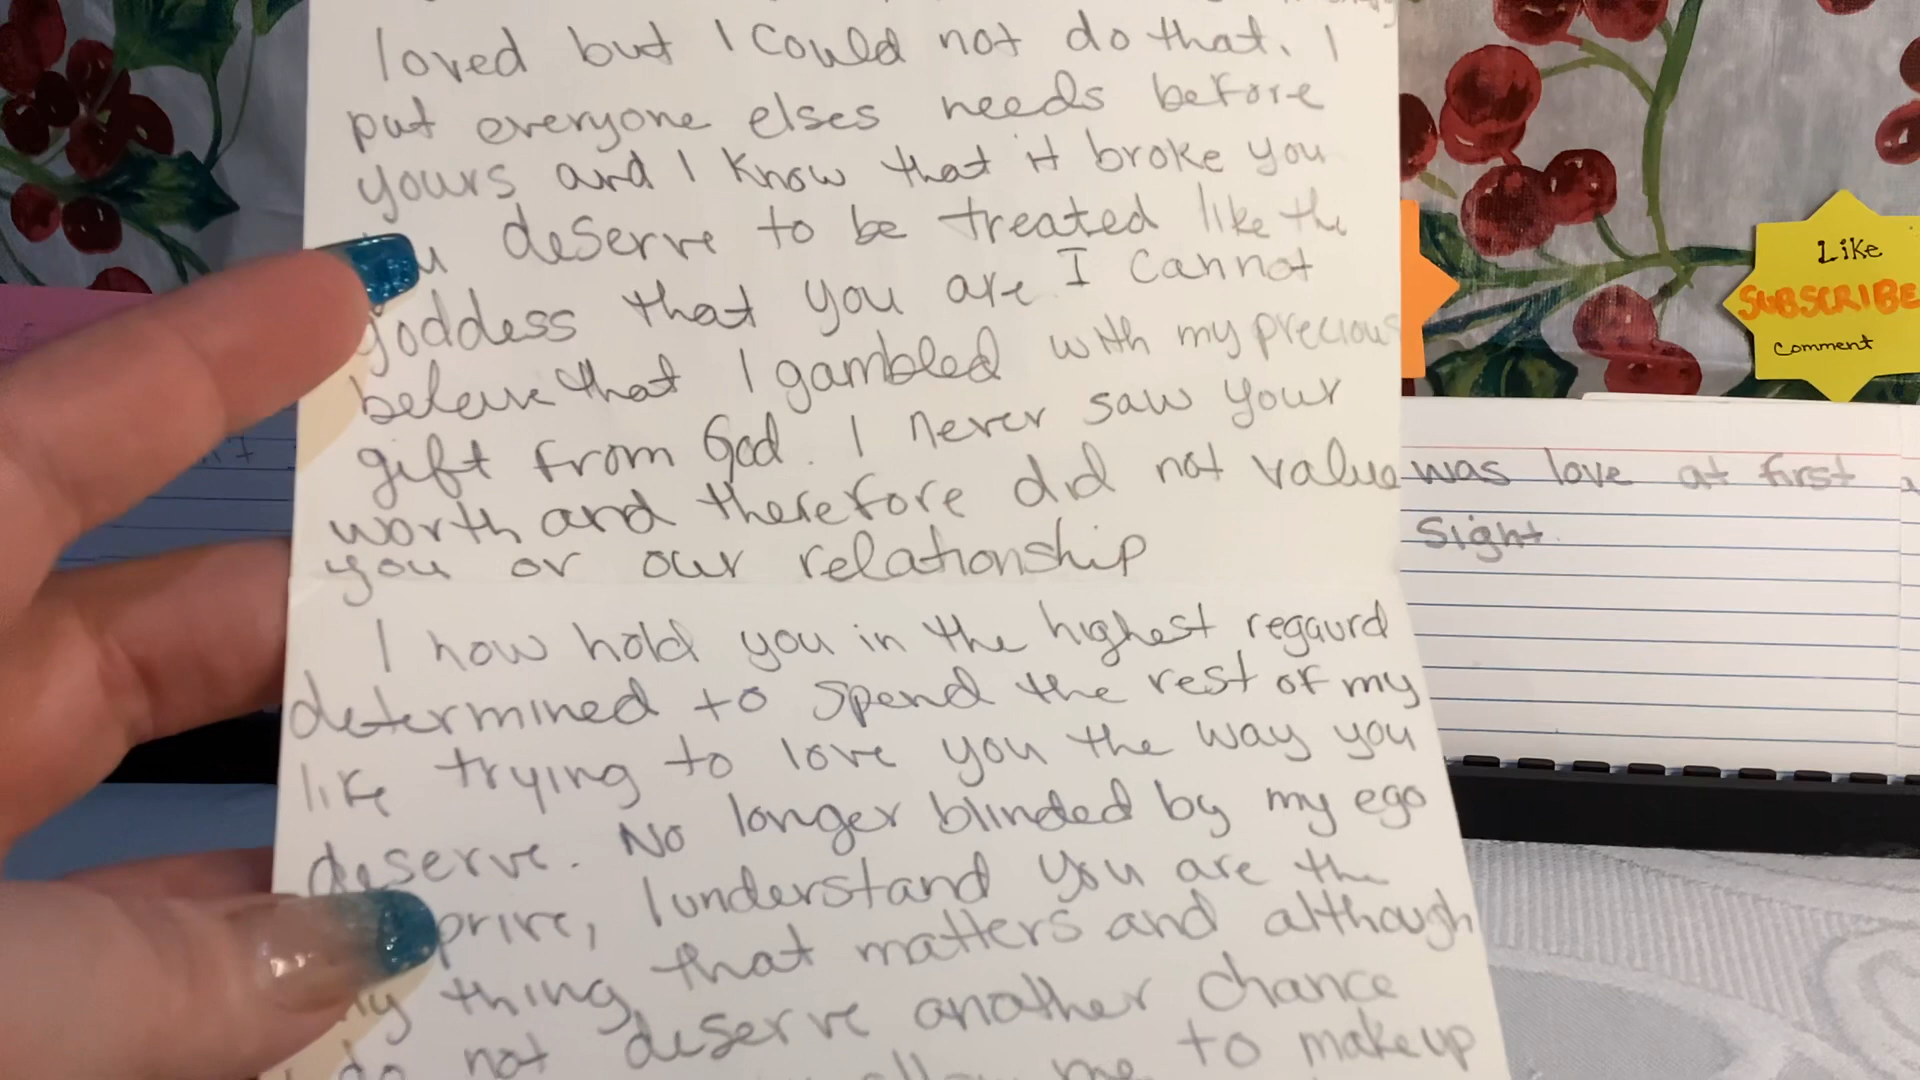 loved but I could not do that. I
put everyone elses needs before
yours and I know that it broke you
deserve to be treated like the
goddess that you are I cannot
beleve that I gambled with my precious
gift from God. I never saw your
worth and therefore did not value
you or our relationship
I now hold you in the highest regaurd
determined to spend the rest of my
life trying to love you the way you
deserve. No longer blinded by my ego
I understand you are the
thing that matters and although
do not deserve another chance
me to makeup
Like
SUBSCRIBE
comment
was love at first
Sight.